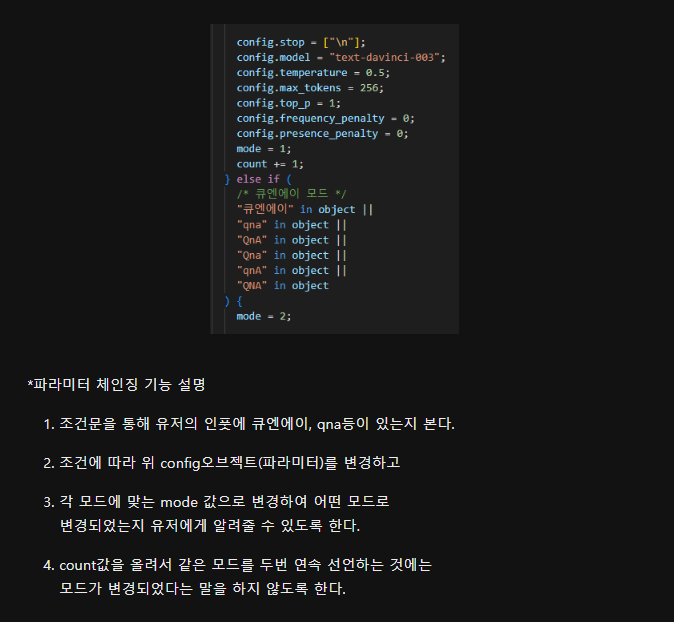 config.stop = ["\n"];
config.model = "text-davinci-003";
config.temperature = 0.5;
config.max_tokens = 256;
config.top_p = 1;
config.frequency_penalty = 0;
config.presence_penalty = 0;
mode = 1;
count += 1;
} else if (
/* 큐엔에이 모드 */
"큐엔에이" in object ||
"qna" in object ||
"QnA" in object ||
"Qna" in object ||
"qnA" in object ||
"QNA" in object
) {
mode = 2;
*파라미터 체인징 기능 설명
1. 조건문을 통해 유저의 인풋에 큐엔에이, qna등이 있는지 본다.
2. 조건에 따라 위 config오브젝트(파라미터)를 변경하고
3. 각 모드에 맞는 mode 값으로 변경하여 어떤 모드로
변경되었는지 유저에게 알려줄 수 있도록 한다.
4. count값을 올려서 같은 모드를 두번 연속 선언하는 것에는
모드가 변경되었다는 말을 하지 않도록 한다.